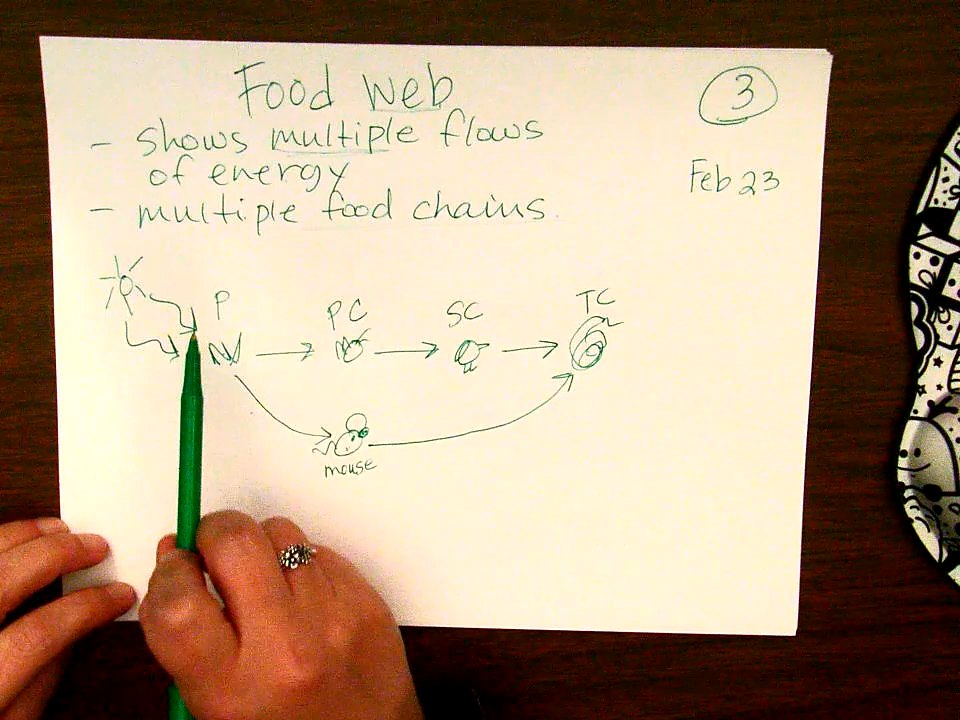 Food web
3
- shows multiple flows
of energy
Feb 23
- multiple food chains.
P
PC
SC
TC
mouse